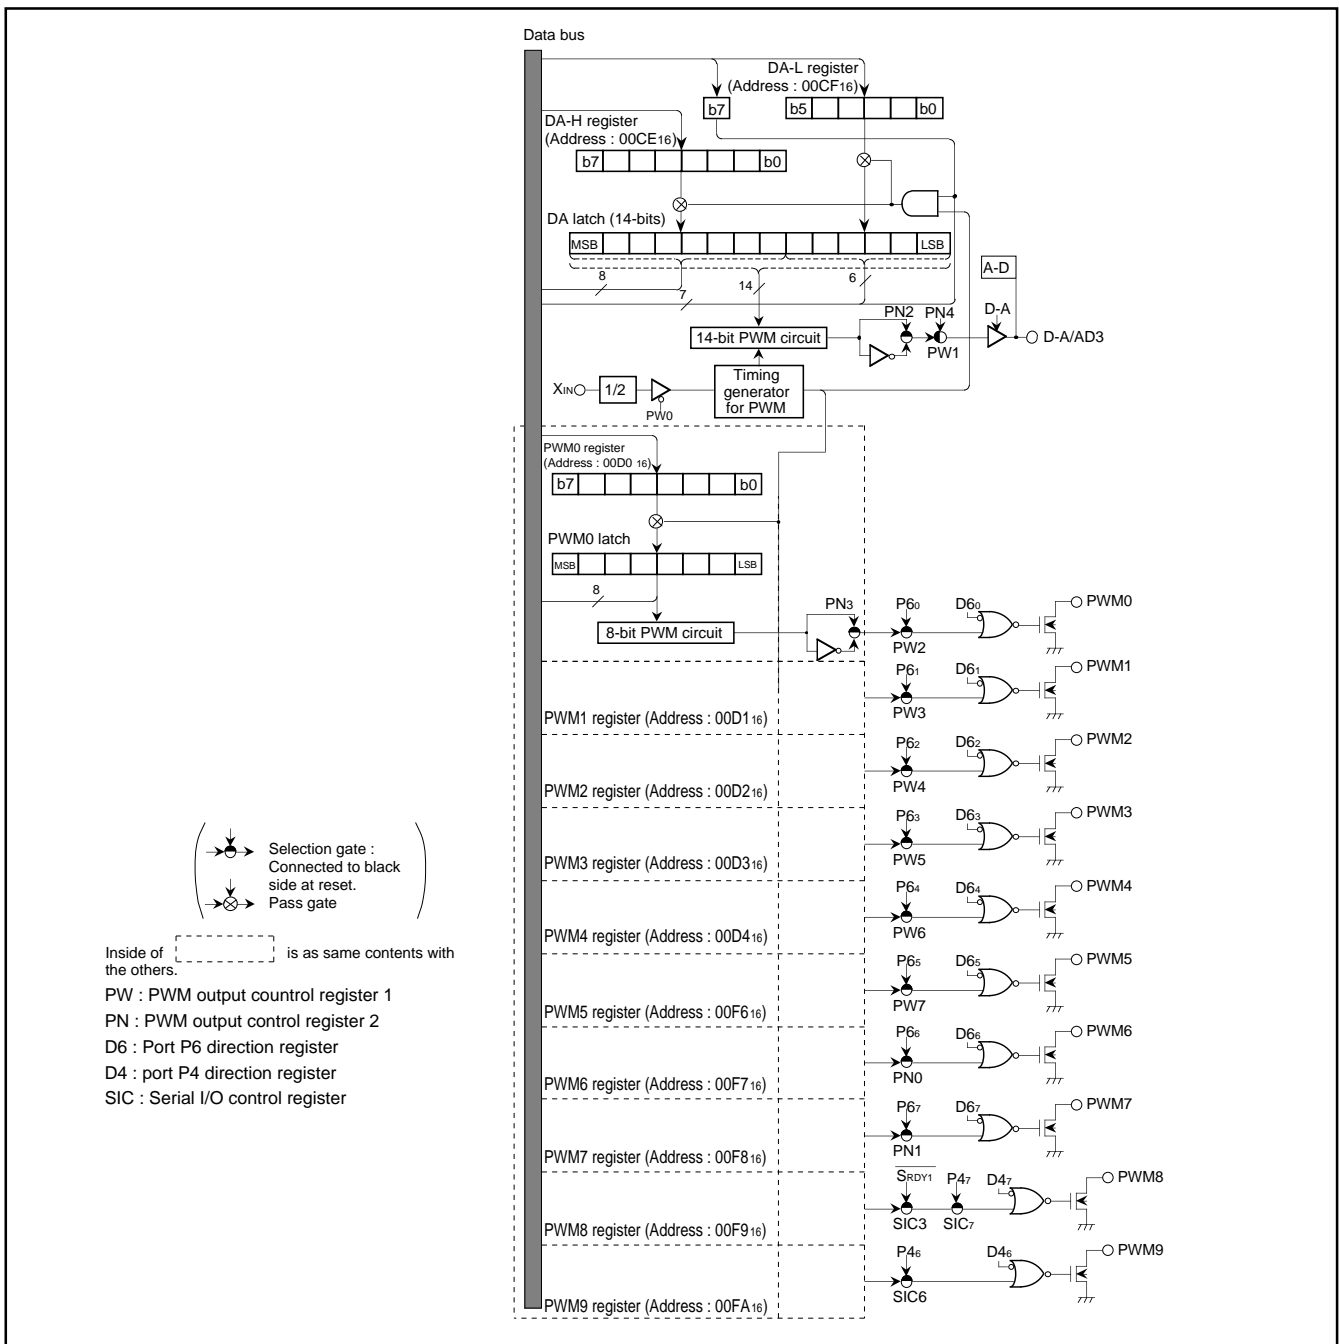 Data bus
DA-L register
(Address : 00CF16)
b7
b5
b0
DA-H register
(Address : 00CE16)
b7
b0
DA latch (14-bits)
MSB
LSB
8
14
6
7
A-D
PN2
PN4
D-A
14-bit PWM circuit
PW1
D-A/AD3
XIN
1/2
PW0
Timing
generator
for PWM
PWM0 register
(Address : 00D0 16)
b7
b0
PWM0 latch
MSB
LSB
8
8-bit PWM circuit
PN3
P60
PW2
D60
PWM0
P61
PW3
D61
PWM1
PWM1 register (Address : 00D116)
P62
PW4
D62
PWM2
PWM2 register (Address : 00D216)
P63
PW5
D63
PWM3
PWM3 register (Address : 00D316)
P64
PW6
D64
PWM4
PWM4 register (Address : 00D416)
P65
PW7
D65
PWM5
PWM5 register (Address : 00F616)
P66
PN0
D66
PWM6
PWM6 register (Address : 00F716)
P67
PN1
D67
PWM7
PWM7 register (Address : 00F816)
SRDY1
SIC3
P47
SIC7
D47
PWM8
PWM8 register (Address : 00F916)
P46
SIC6
D46
PWM9
PWM9 register (Address : 00FA16)
Selection gate :
Connected to black
side at reset.
Pass gate
Inside of is as same contents with
the others.
PW : PWM output countrol register 1
PN : PWM output control register 2
D6 : Port P6 direction register
D4 : port P4 direction register
SIC : Serial I/O control register